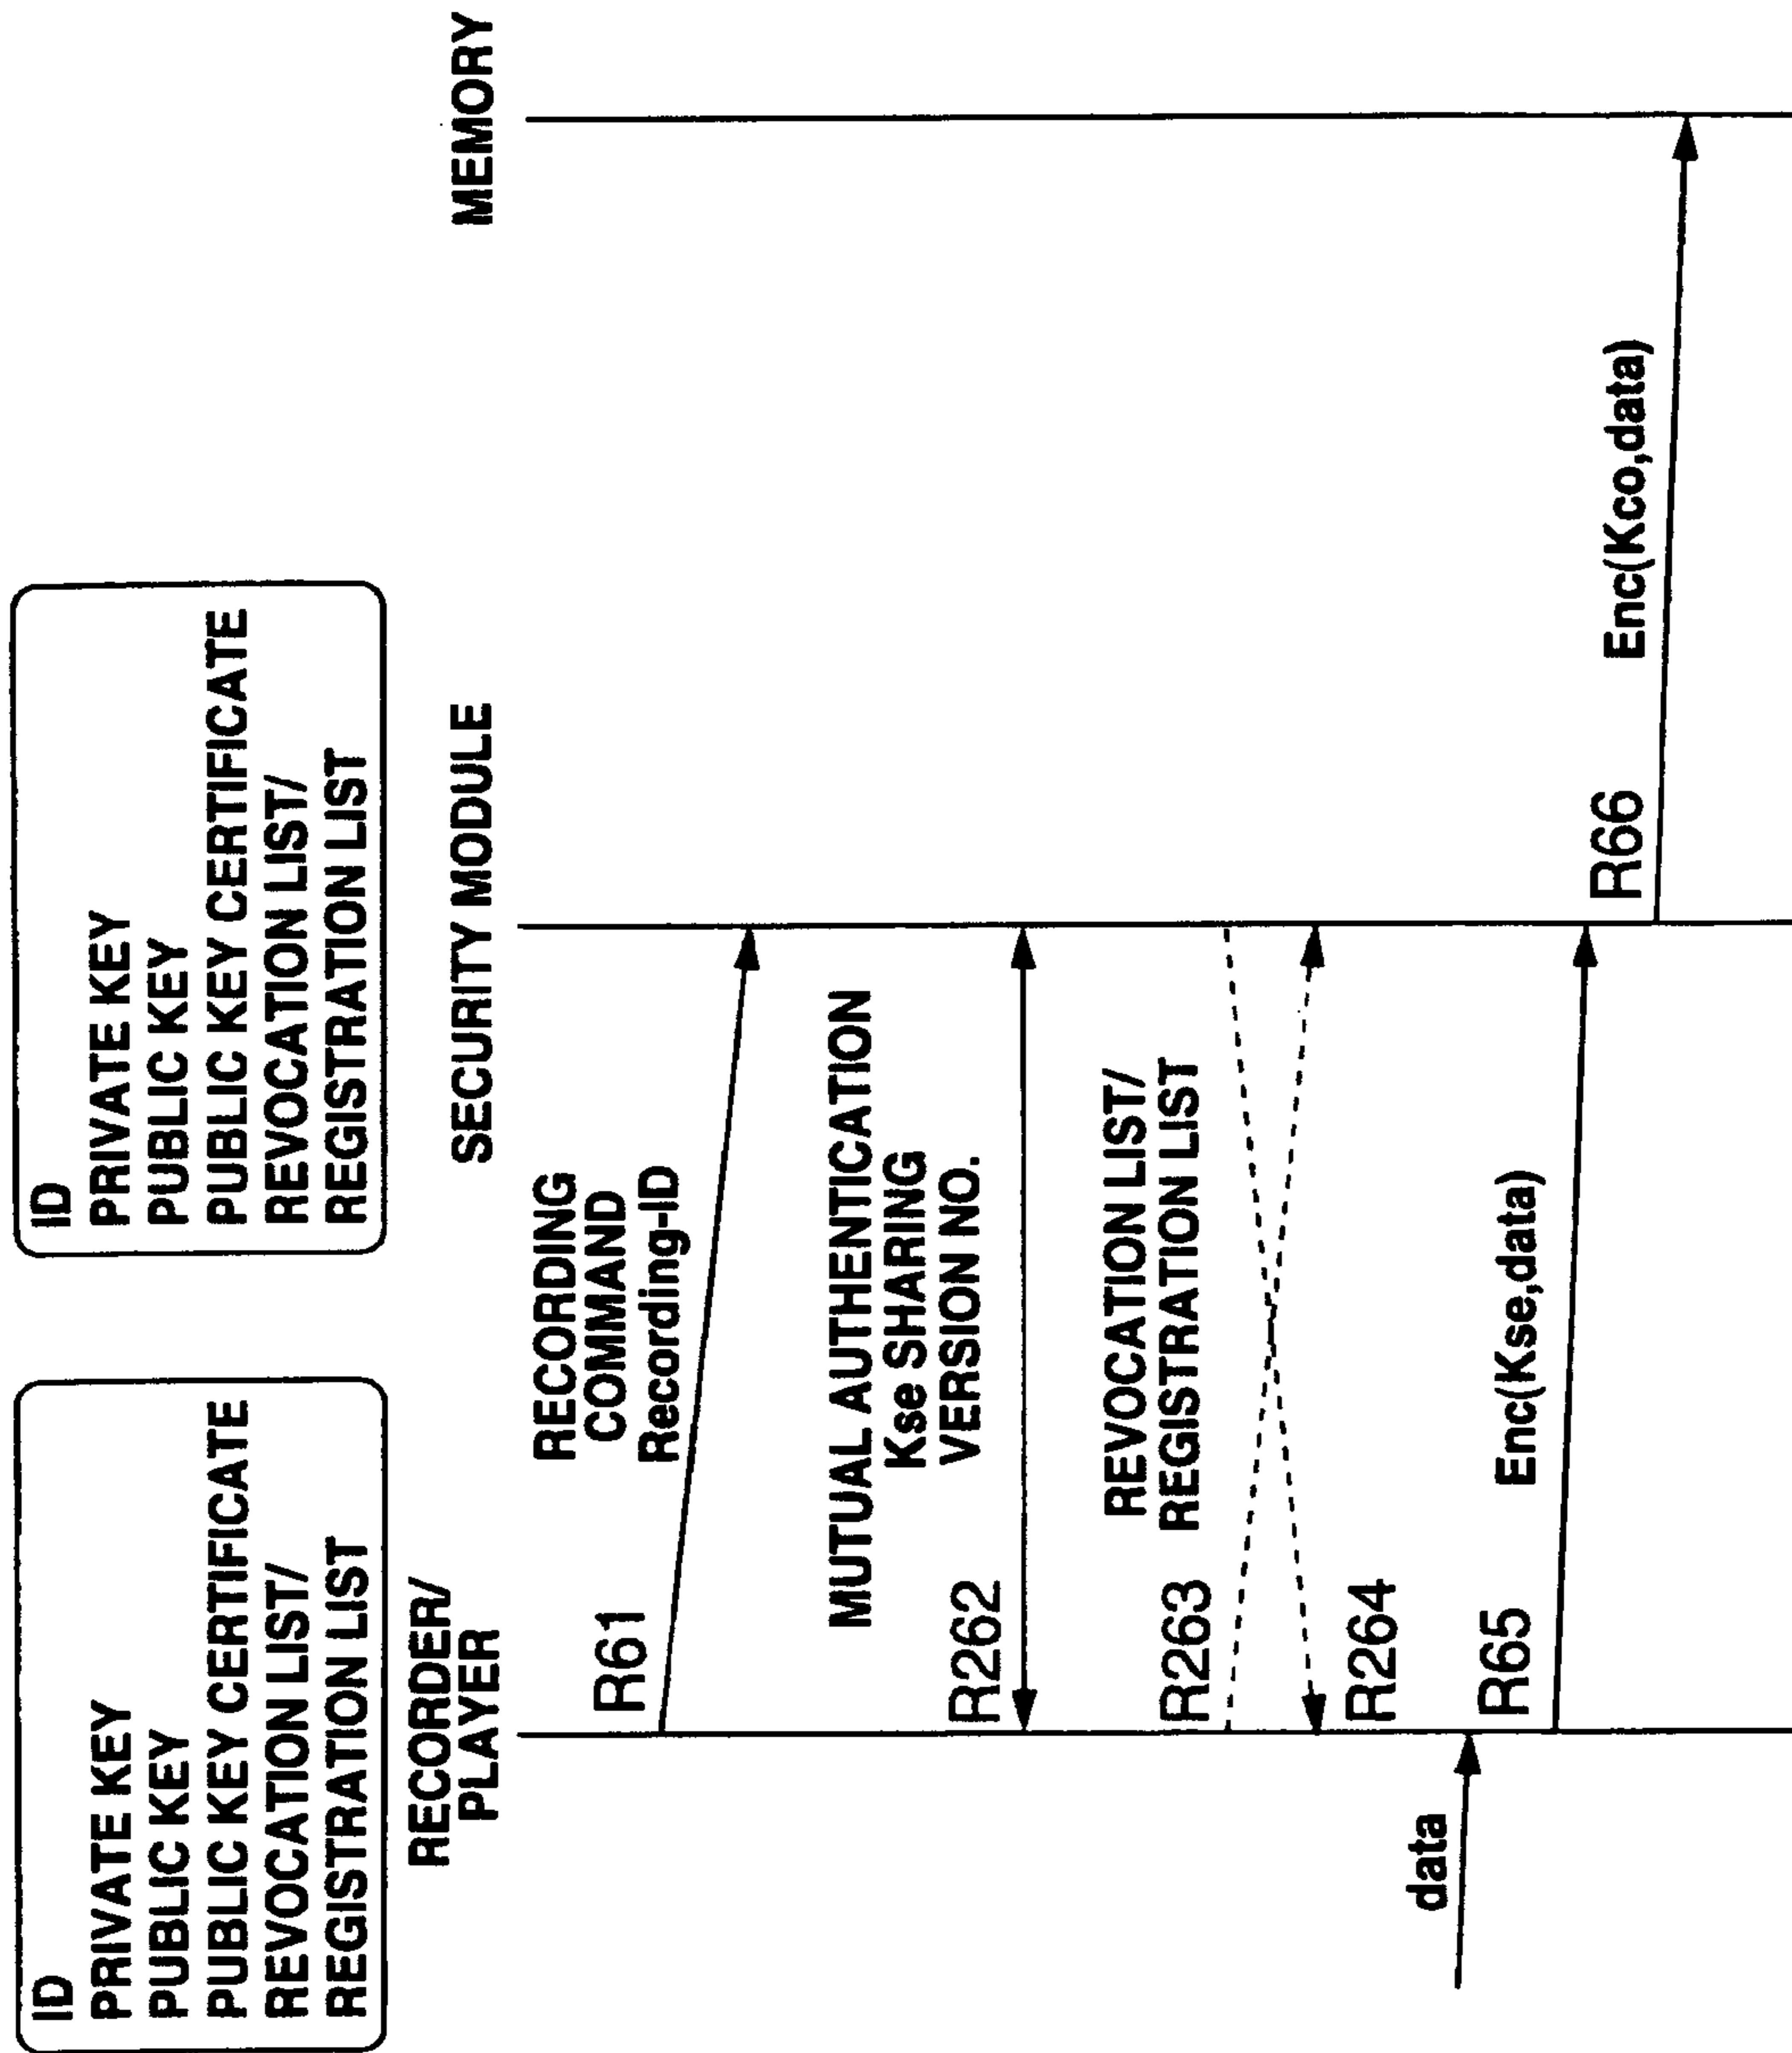 ID
PRIVATE KEY
PUBLIC KEY
PUBLIC KEY CERTIFICATE
REVOCATION LIST/
REGISTRATION LIST
ID
PRIVATE KEY
PUBLIC KEY
PUBLIC KEY CERTIFICATE
REVOCATION LIST/
REGISTRATION LIST
RECORDER/
PLAYER
SECURITY MODULE
MEMORY
R61
RECORDING
COMMAND
Recording-ID
MUTUAL AUTHENTICATION
Kse SHARING
VERSION NO.
R262
REVOCATION LIST/
REGISTRATION LIST
R263
R264
data
R65
Enc(Kse,data)
R66
Enc(Kco,data)